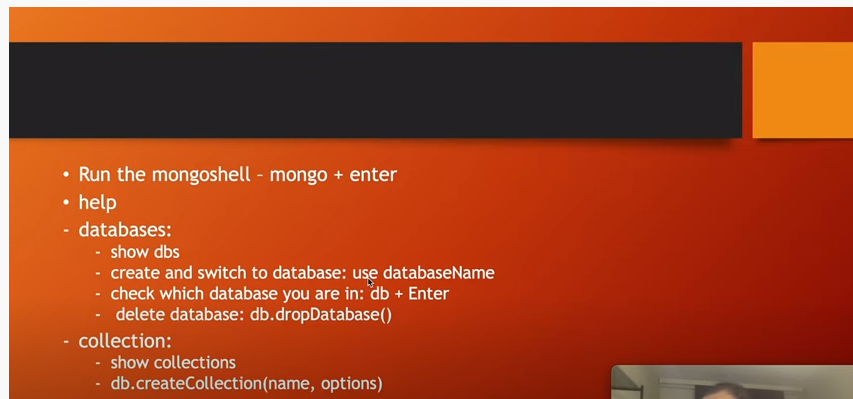 • Run the mongoshell – mongo + enter
• help
- databases:
- show dbs
- create and switch to database: use databaseName
- check which database you are in: db + Enter
- delete database: db.dropDatabase()
- collection:
- show collections
- db.createCollection(name, options)